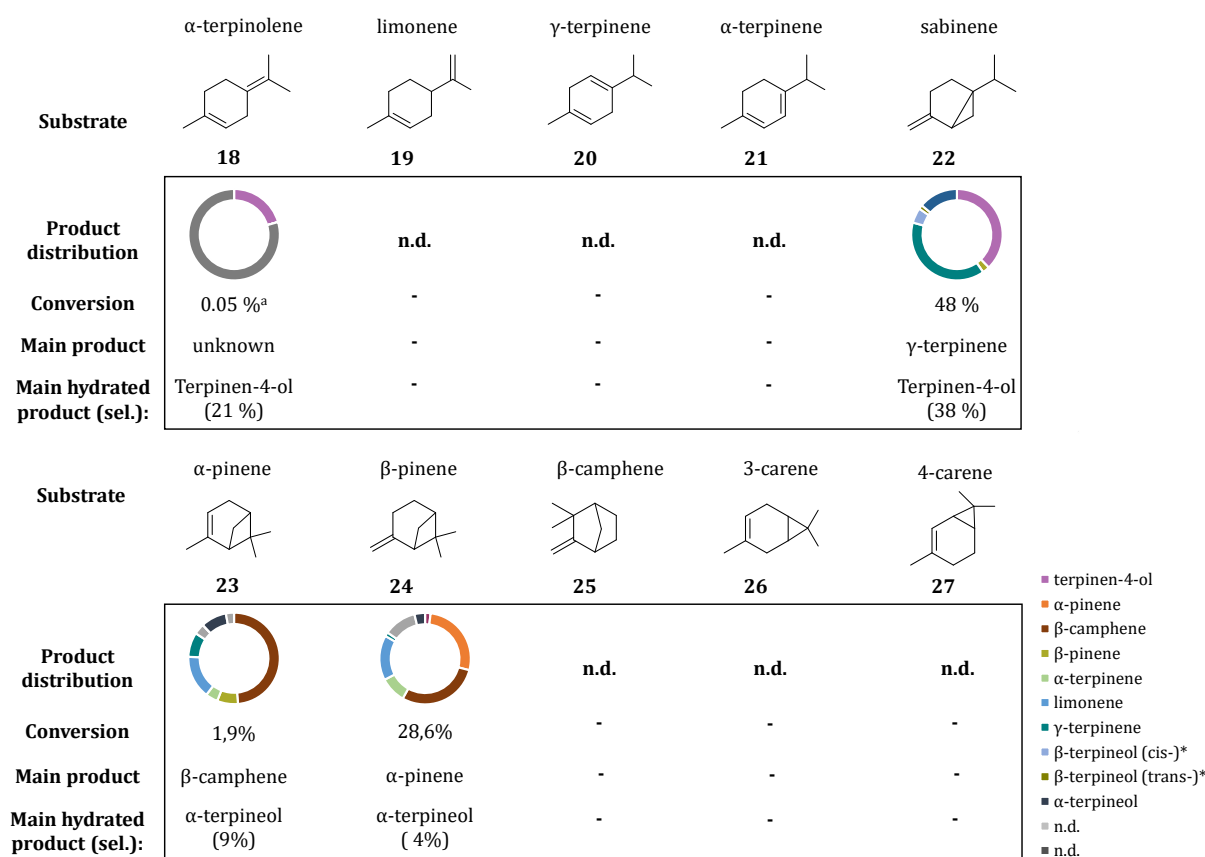 α-terpinolene limonene γ-terpinene α-terpinene sabinene
Substrate
18 19 20 21 22
Product
distribution
n.d. n.d. n.d.
Conversion 0.05 %ᵃ - - - 48 %
Main product unknown - - - γ-terpinene
Main hydrated
product (sel.):
Terpinen-4-ol
(21 %)
- - -
Terpinen-4-ol
(38 %)
α-pinene β-pinene β-camphene 3-carene 4-carene
Substrate
23 24 25 26 27
Product
distribution
n.d. n.d. n.d.
Conversion 1,9% 28,6% - - -
Main product β-camphene α-pinene - - -
Main hydrated
product (sel.):
α-terpineol
(9%)
α-terpineol
( 4%)
- - -
terpinen-4-ol
α-pinene
β-camphene
β-pinene
α-terpinene
limonene
γ-terpinene
β-terpineol (cis-)*
β-terpineol (trans-)*
α-terpineol
n.d.
n.d.